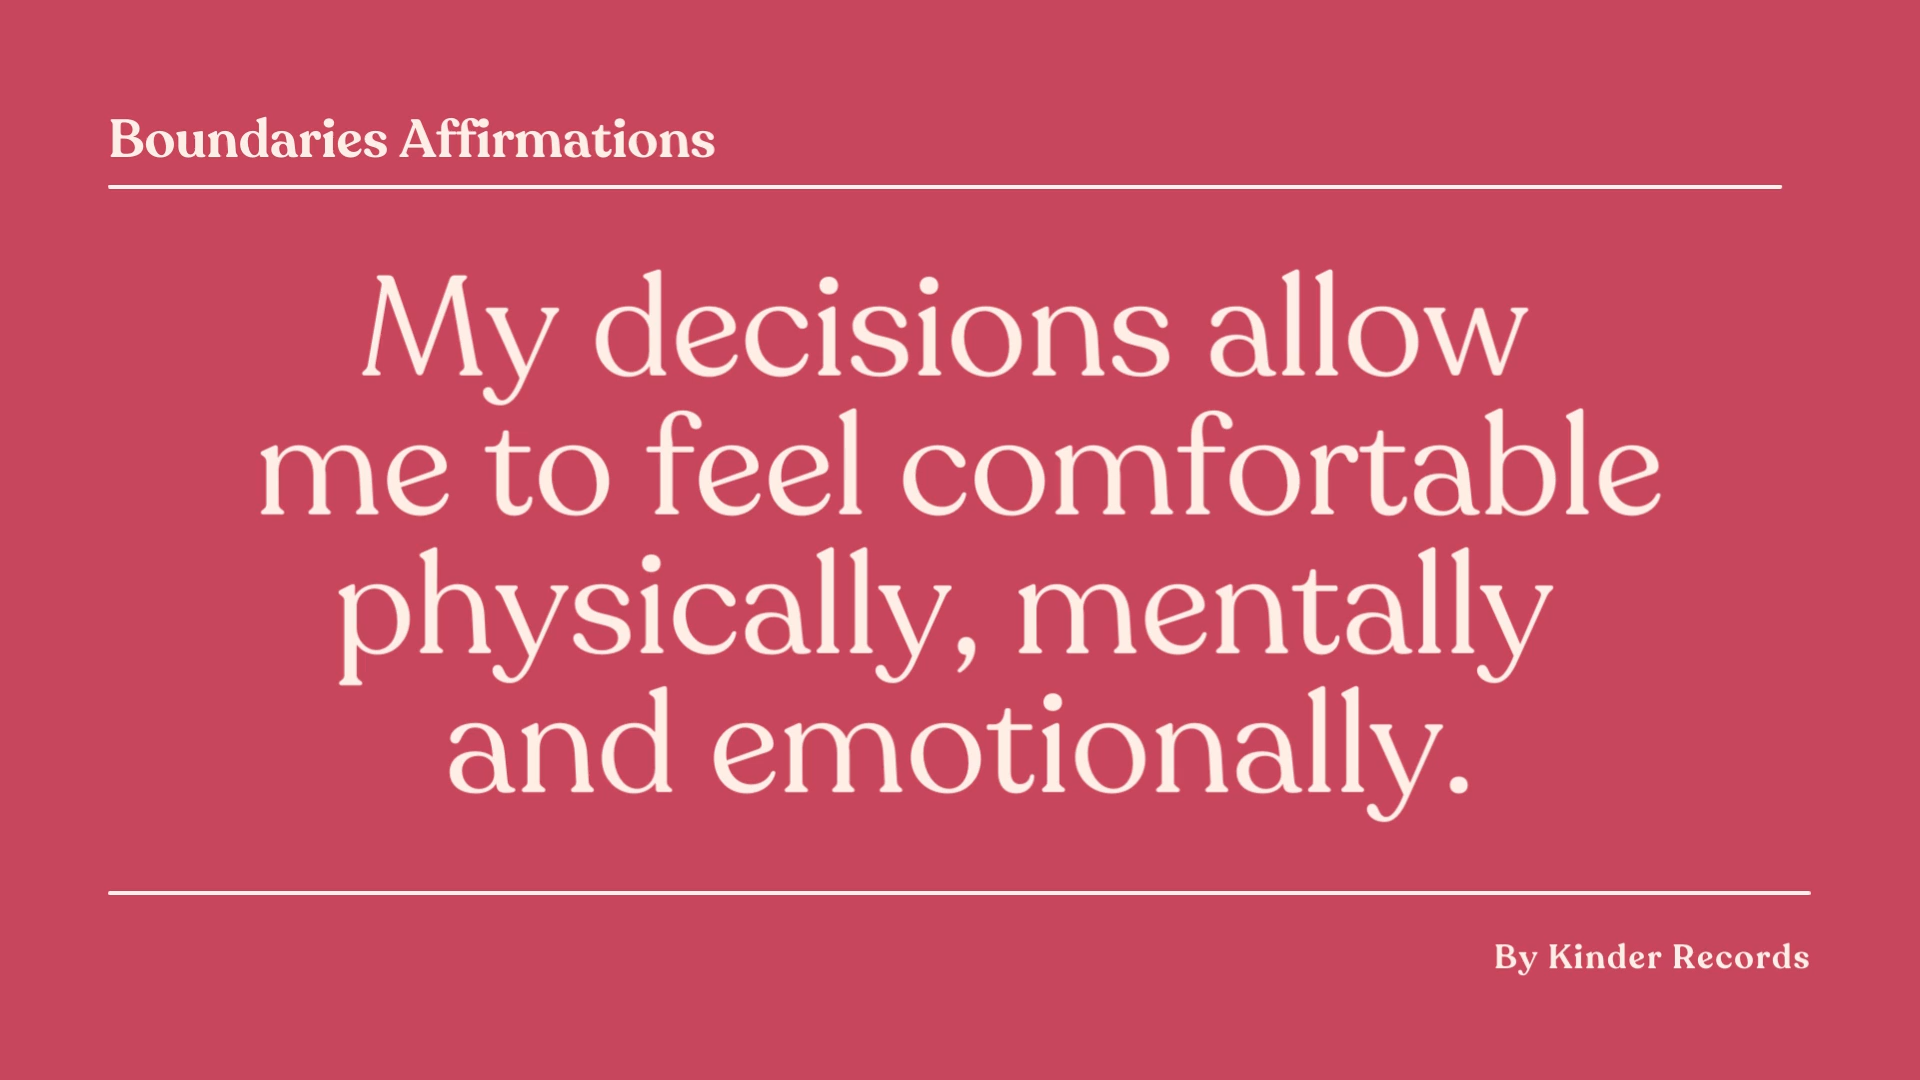 Boundaries Affirmations
My decisions allow
me to feel comfortable
physically, mentally
and emotionally.
By Kinder Records